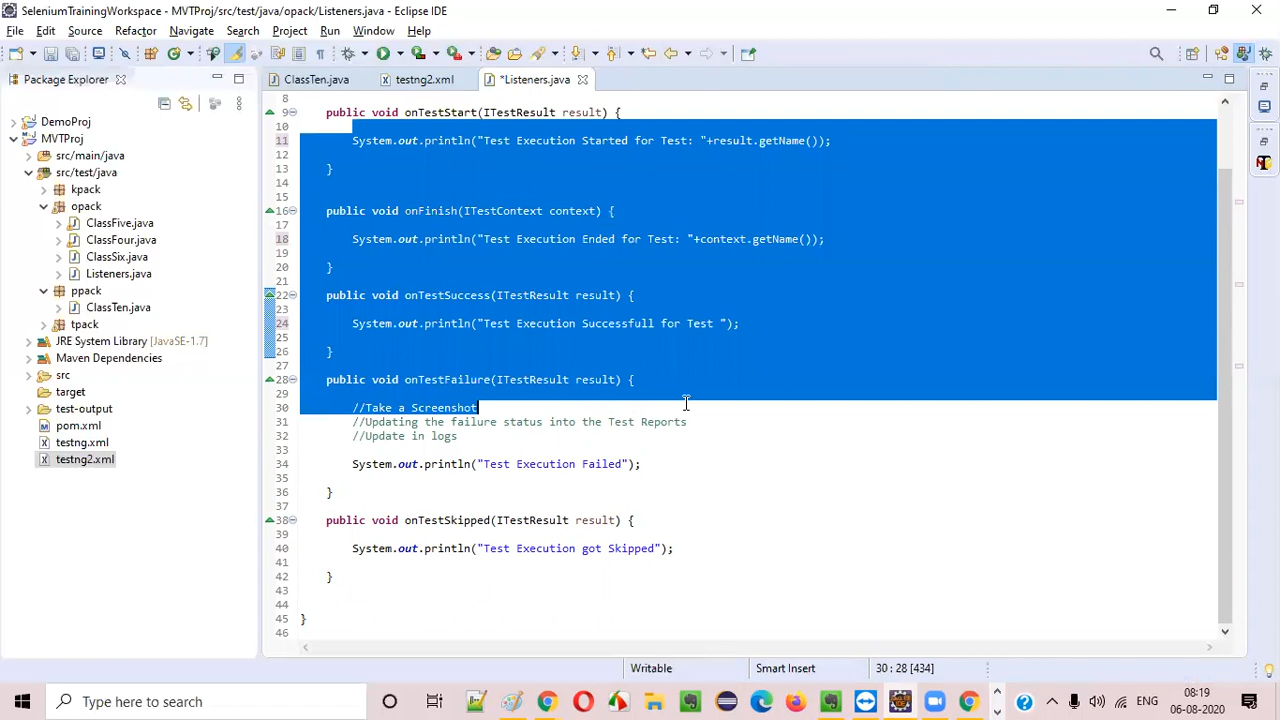 SeleniumTrainingWorkspace - MVTProj/src/test/java/opack/Listeners.java - Eclipse IDE
File Edit Source Refactor Navigate Search Project Run Window Help
Package Explorer
ClassTen.java
testng2.xml
*Listeners.java
DemoProj
MVTProj
src/main/java
src/test/java
kpack
opack
ClassFive.java
ClassFour.java
ClassSix.java
Listeners.java
ppack
ClassTen.java
tpack
JRE System Library [JavaSE-1.7]
Maven Dependencies
src
target
test-output
pom.xml
testng.xml
testng2.xml
8
9 public void onTestStart(ITestResult result) {
10
11 System.out.println("Test Execution Started for Test: "+result.getName());
12
13 }
14
15
16 public void onFinish(ITestContext context) {
17
18 System.out.println("Test Execution Ended for Test: "+context.getName());
19
20 }
21
22 public void onTestSuccess(ITestResult result) {
23
24 System.out.println("Test Execution Successfull for Test ");
25
26 }
27
28 public void onTestFailure(ITestResult result) {
29
30 //Take a Screenshot
31 //Updating the failure status into the Test Reports
32 //Update in logs
33
34 System.out.println("Test Execution Failed");
35
36 }
37
38 public void onTestSkipped(ITestResult result) {
39
40 System.out.println("Test Execution got Skipped");
41
42 }
43
44
45 }
46
Writable Smart Insert 30 : 28 [434]
Type here to search
ENG
08:19
06-08-2020